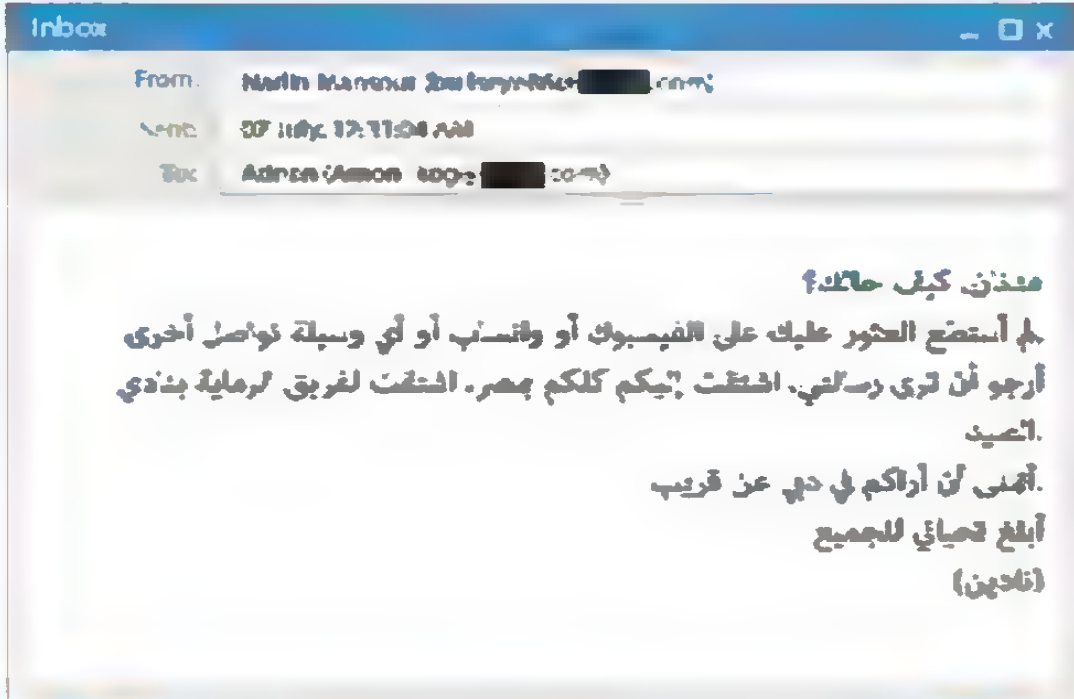 Inbox
From:
To:
عدنان، كيف حالك؟
لم أستطع العثور عليك على الفيسبوك أو واتساب أو أي وسيلة تواصل أخرى.
أرجو أن ترى رسالتي. اشتقت إليكم كلكم بمصر. اشتقت لفريق الرماية بنادي
الصيد.
أتمنى أن أراكم في دبي عن قريب.
أبلغ تحياتي للجميع
(نادين)